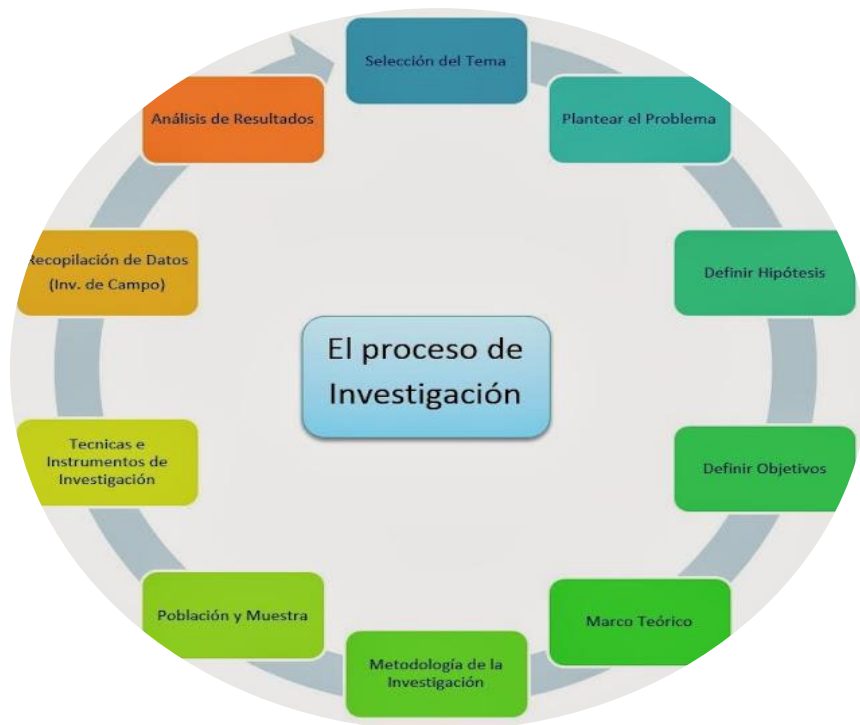 Selección del Tema
Plantear el Problema
Definir Hipótesis
Definir Objetivos
Marco Teórico
Metodología de la
Investigación
Población y Muestra
Tecnicas e
Instrumentos de
Investigación
Recopilación de Datos
(Inv. de Campo)
Análisis de Resultados
El proceso de
Investigación